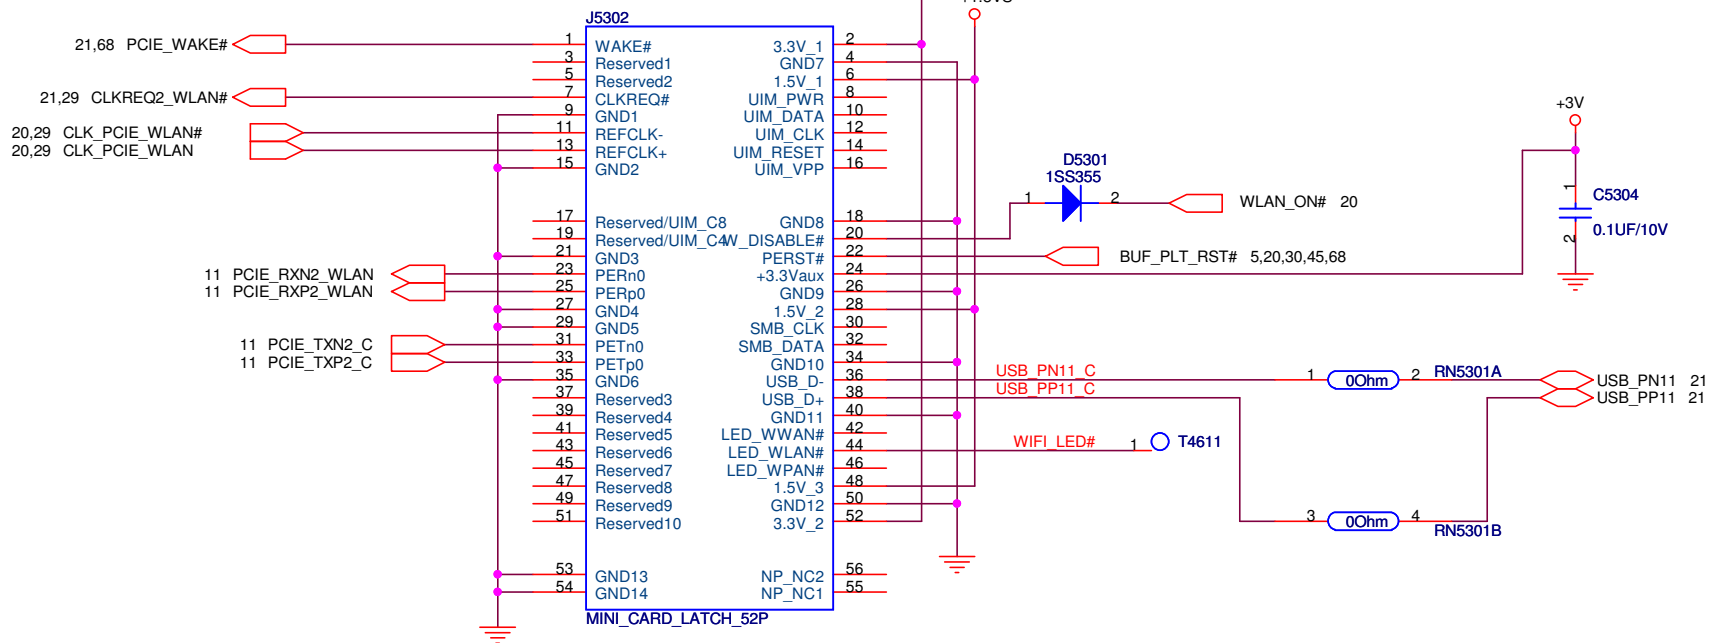 J5302
21,68 PCIE_WAKE# 1 WAKE# 3.3V_1 2
3 Reserved1 GND7 4
5 Reserved2 1.5V_1 6
21,29 CLKREQ2_WLAN# 7 CLKREQ# UIM_PWR 8
9 GND1 UIM_DATA 10
20,29 CLK_PCIE_WLAN# 11 REFCLK- UIM_CLK 12
20,29 CLK_PCIE_WLAN 13 REFCLK+ UIM_RESET 14
15 GND2 UIM_VPP 16
+3V
1 C5304
0.1UF/10V
2
D5301
1SS355
1 2 WLAN_ON# 20
17 Reserved/UIM_C8 GND8 18
19 Reserved/UIM_C4 W_DISABLE# 20
21 GND3 PERST# 22 BUF_PLT_RST# 5,20,30,45,68
11 PCIE_RXN2_WLAN 23 PERn0 +3.3Vaux 24
11 PCIE_RXP2_WLAN 25 PERp0 GND9 26
27 GND4 1.5V_2 28
29 GND5 SMB_CLK 30
11 PCIE_TXN2_C 31 PETn0 SMB_DATA 32
11 PCIE_TXP2_C 33 PETp0 GND10 34
35 GND6 USB_D- 36 USB_PN11_C 1 0Ohm 2 RN5301A USB_PN11 21
37 Reserved3 USB_D+ 38 USB_PP11_C USB_PP11 21
39 Reserved4 GND11 40
41 Reserved5 LED_WWAN# 42
43 Reserved6 LED_WLAN# 44 WIFI_LED# 1 T4611
45 Reserved7 LED_WPAN# 46
47 Reserved8 1.5V_3 48
49 Reserved9 GND12 50
51 Reserved10 3.3V_2 52 3 0Ohm 4 RN5301B
53 GND13 NP_NC2 56
54 GND14 NP_NC1 55
MINI_CARD_LATCH_52P